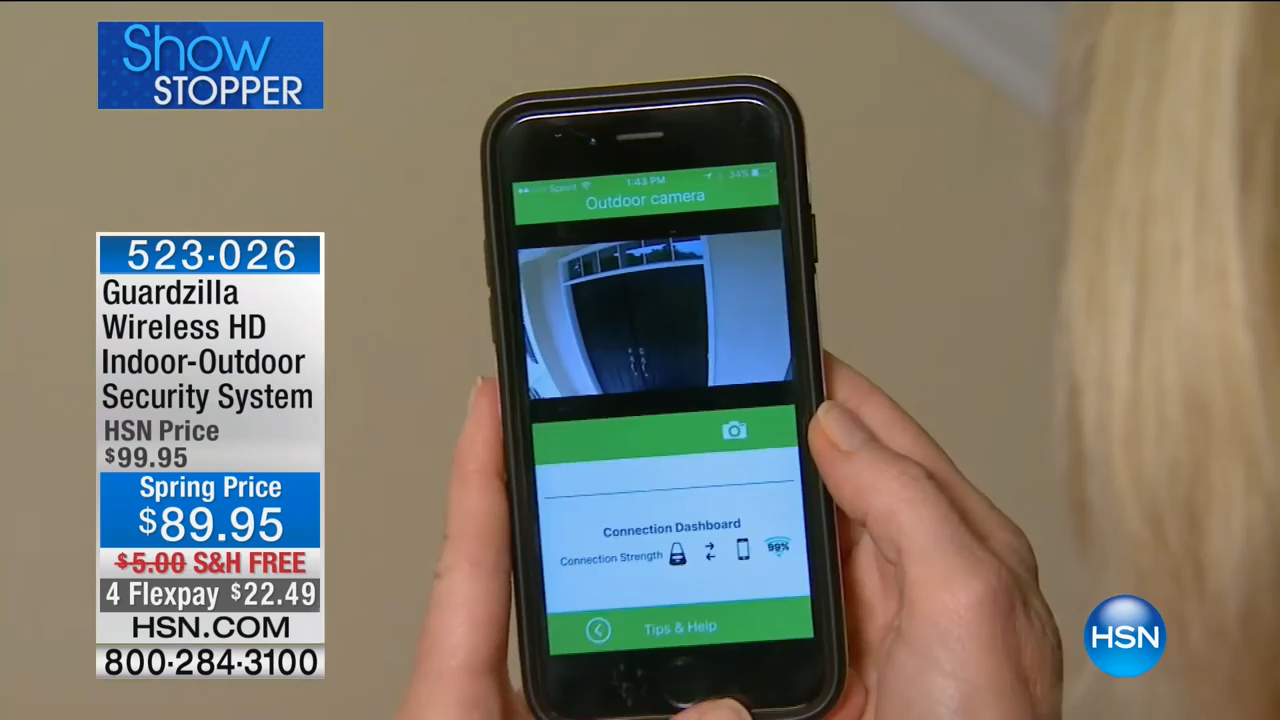 Show
STOPPER
523·026
Guardzilla
Wireless HD
Indoor-Outdoor
Security System
HSN Price
$99.95
Spring Price
$89.95
$5.00 S&H FREE
4 Flexpay $22.49
HSN.COM
800·284·3100
Sprint 1:43 PM 34%
Outdoor camera
Connection Dashboard
Connection Strength 99%
Tips & Help
HSN